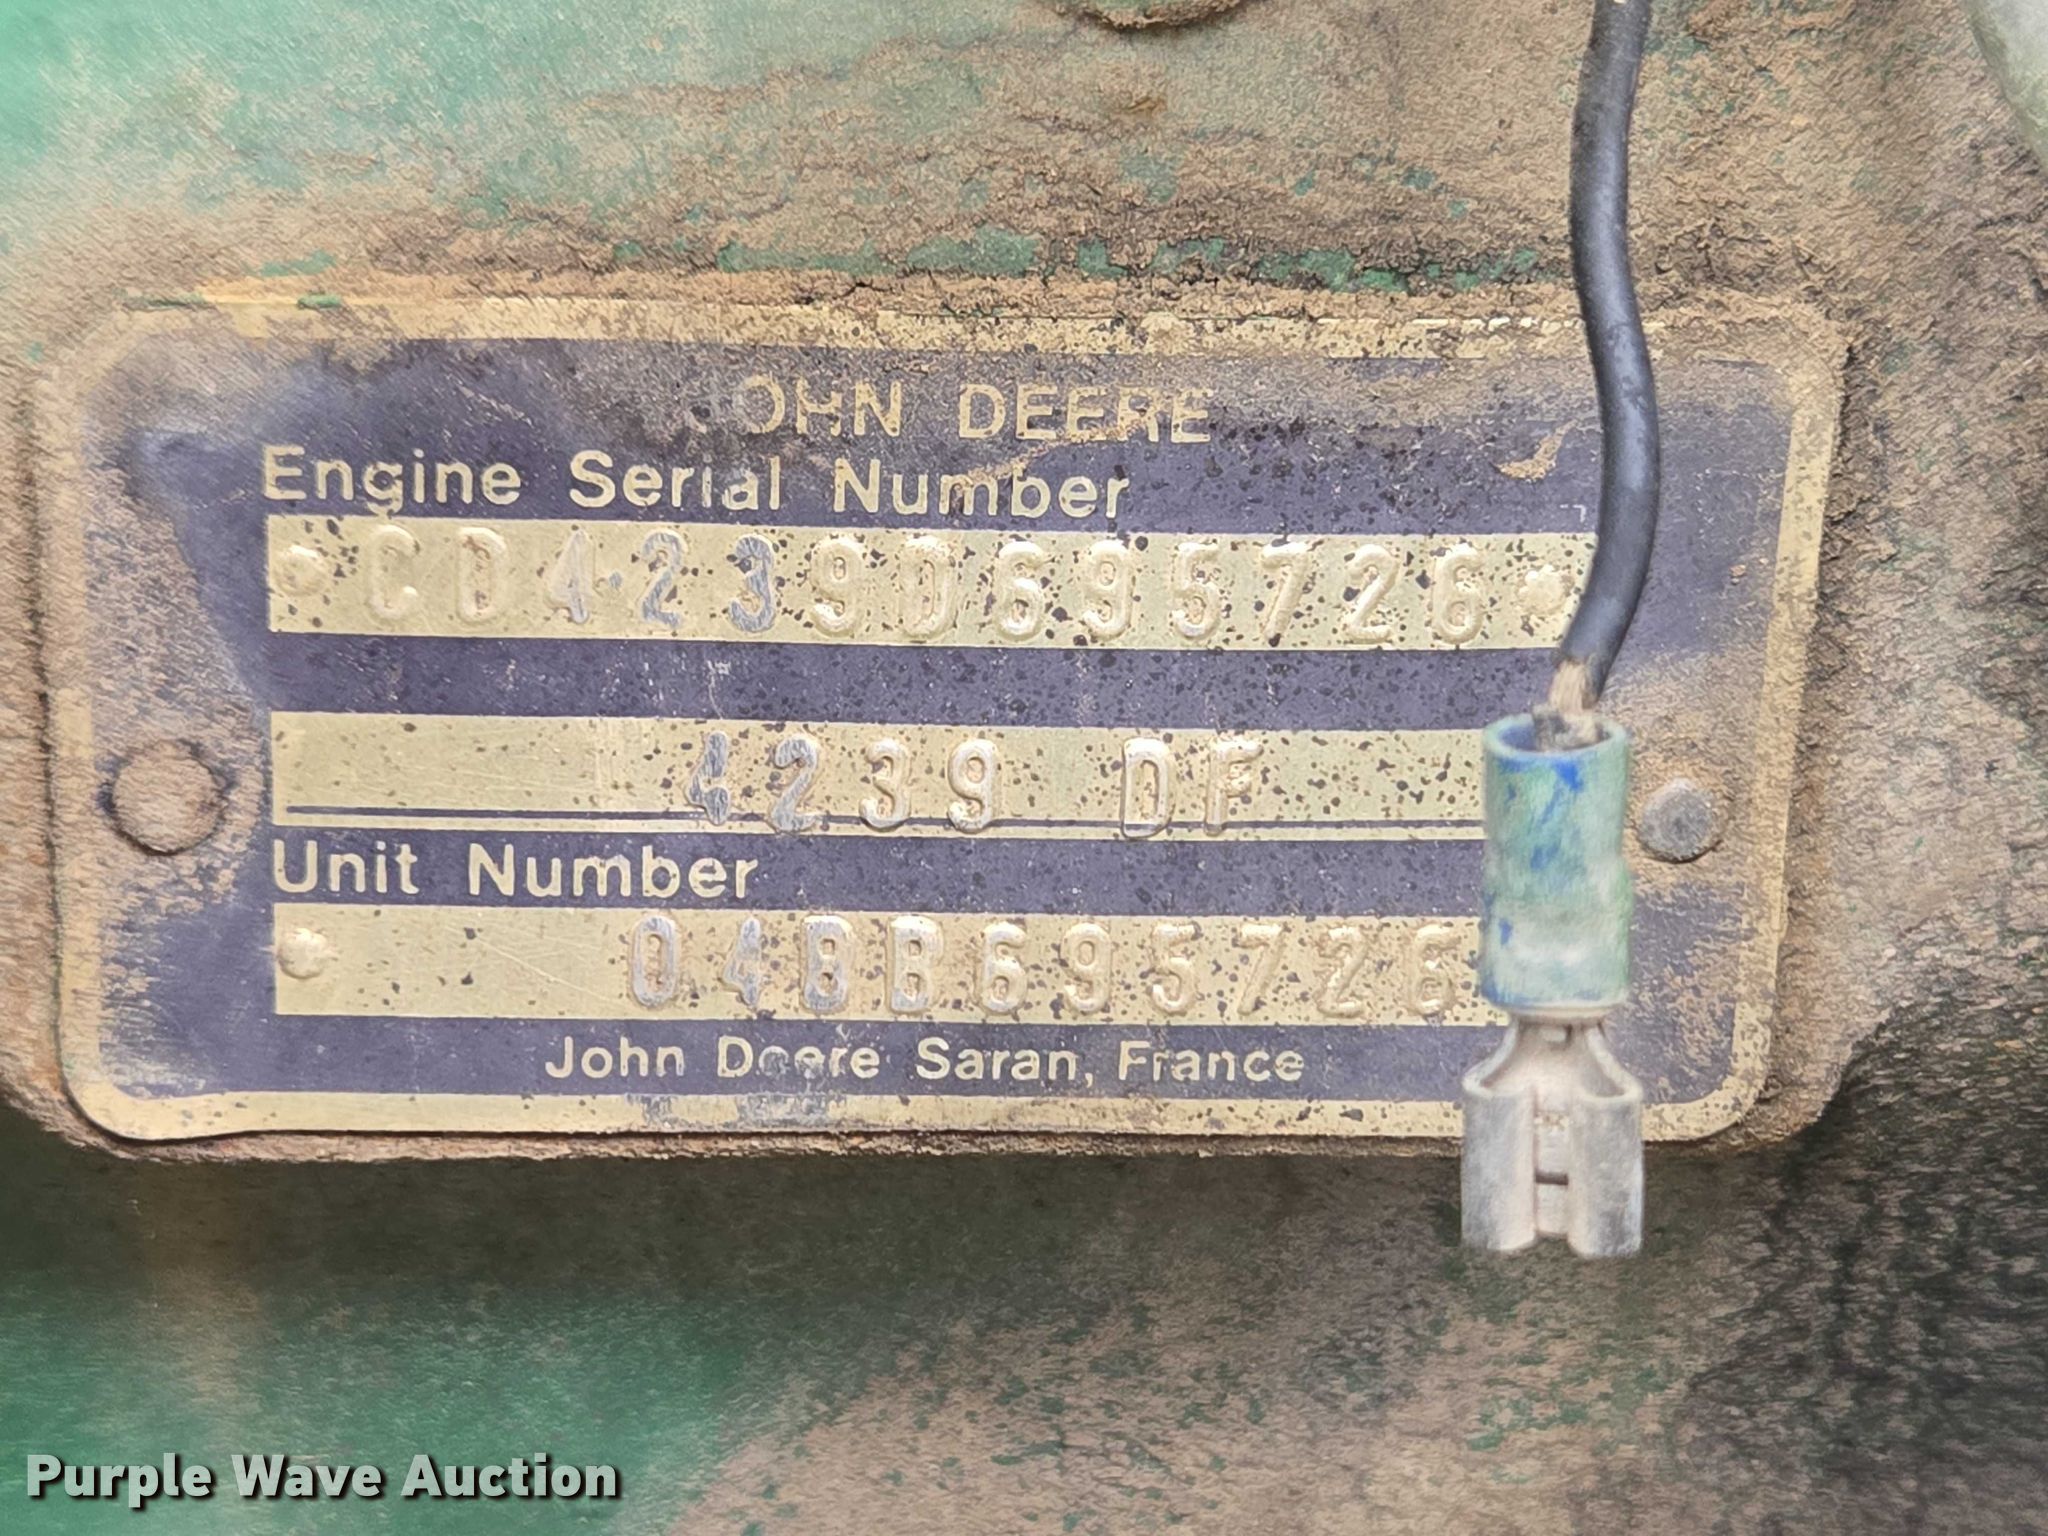 JOHN DEERE
Engine Serial Number
*CD4239D695726*
4239 DF
Unit Number
*04BB695726
John Deere Saran, France
Purple Wave Auction